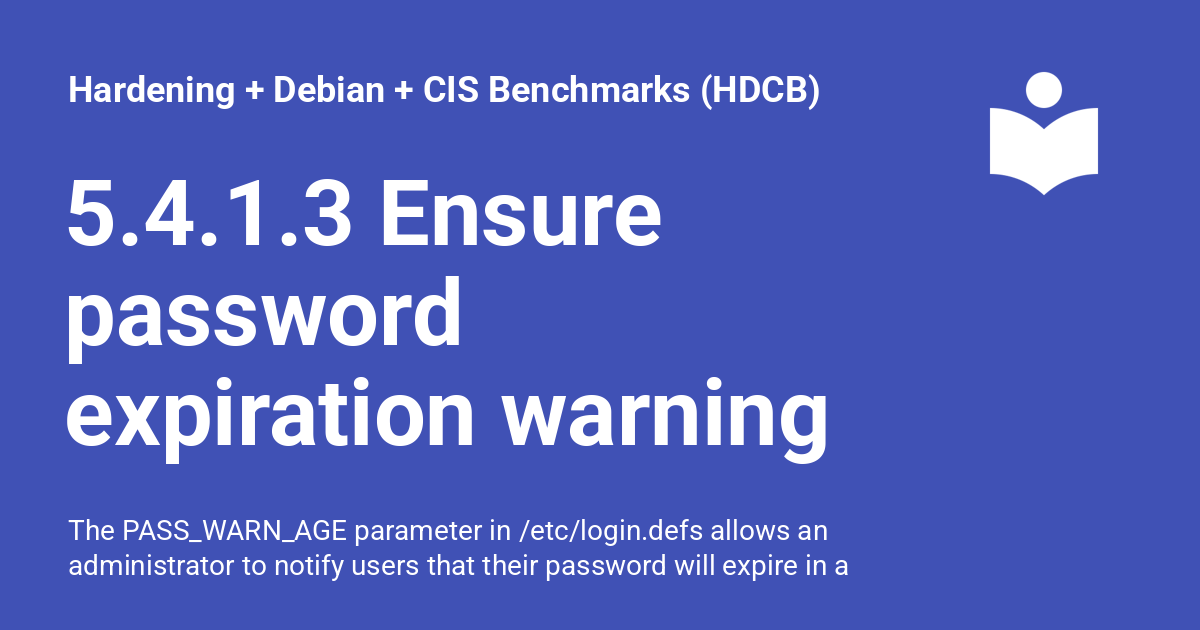 Hardening + Debian + CIS Benchmarks (HDCB)
5.4.1.3 Ensure
password
expiration warning
The PASS_WARN_AGE parameter in /etc/login.defs allows an
administrator to notify users that their password will expire in a